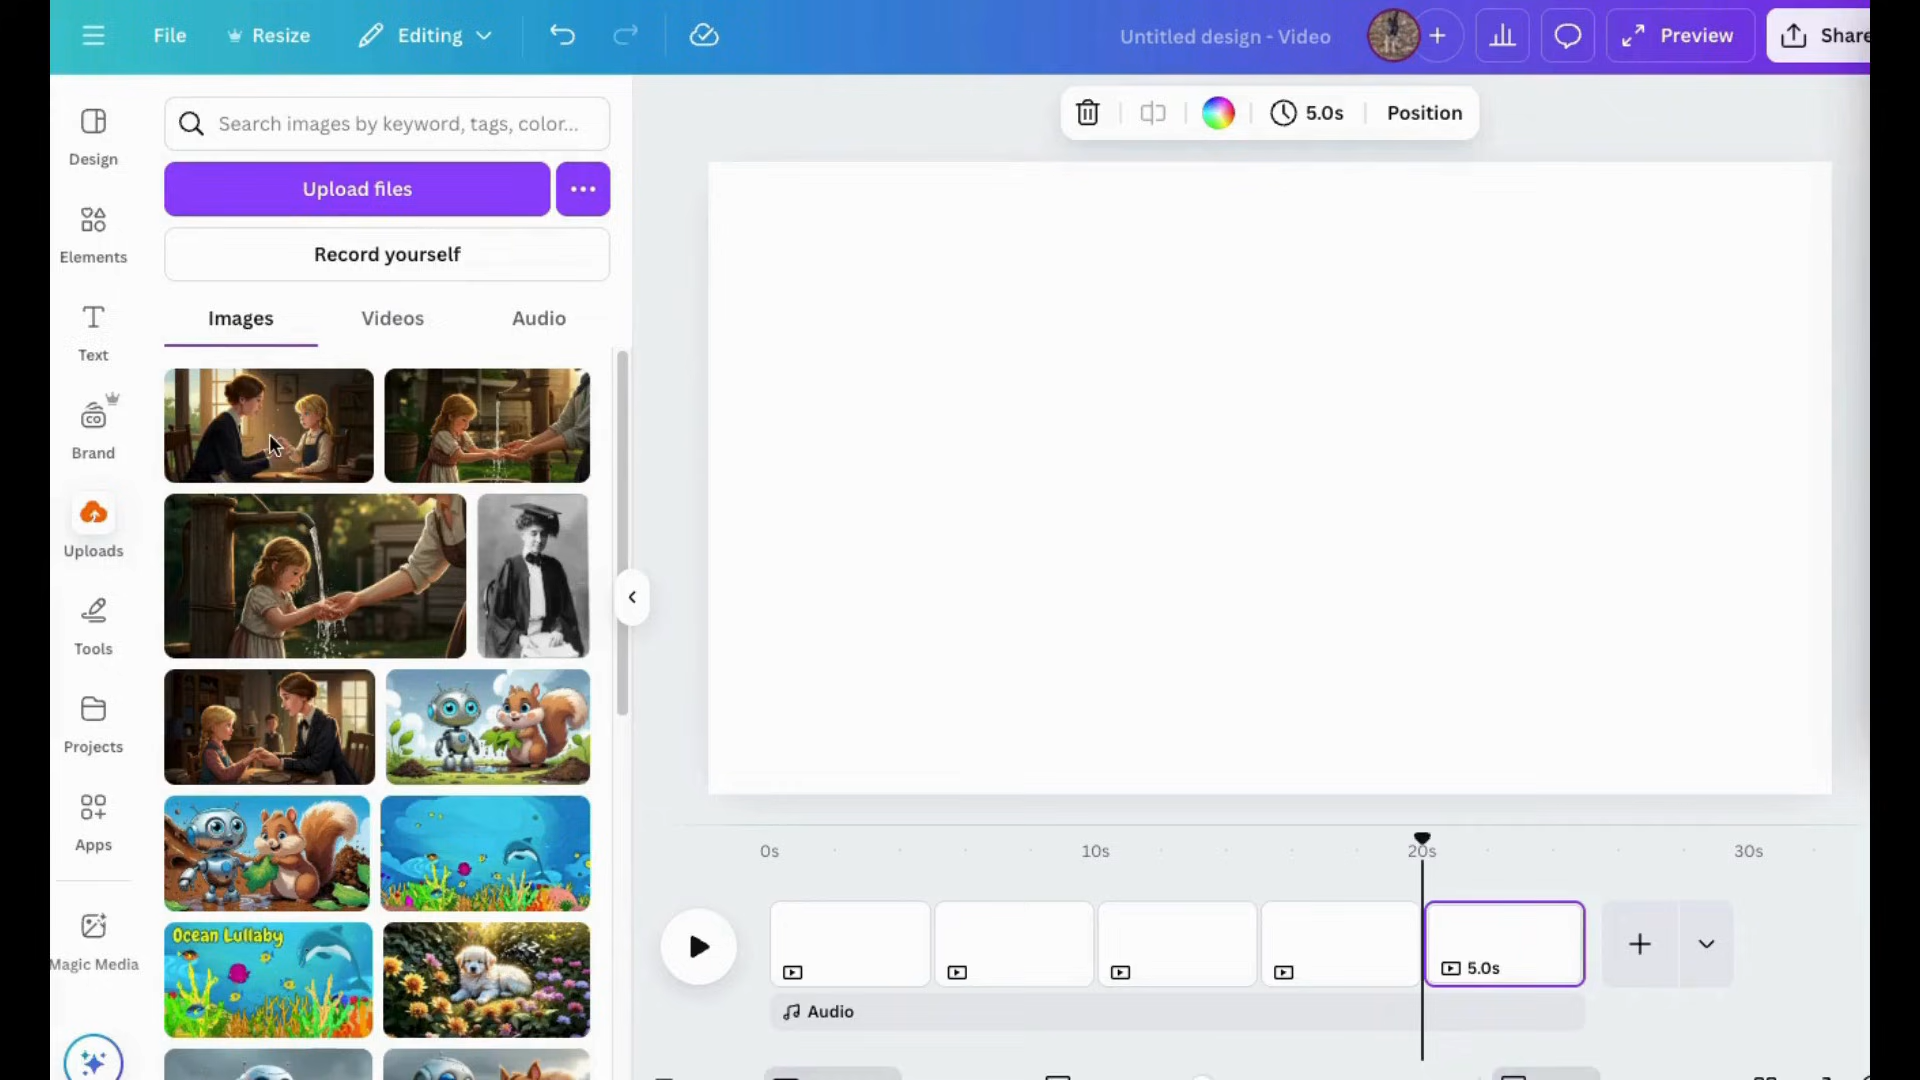 File
Resize
Editing
Untitled design - Video
Preview
Share
Design
Elements
Text
Brand
Uploads
Tools
Projects
Apps
Magic Media
Search images by keyword, tags, color...
Upload files
Record yourself
Images
Videos
Audio
CO
Ocean Lullaby
ZZZ
5.0s
Position
0s
10s
20s
30s
5.0s
Audio